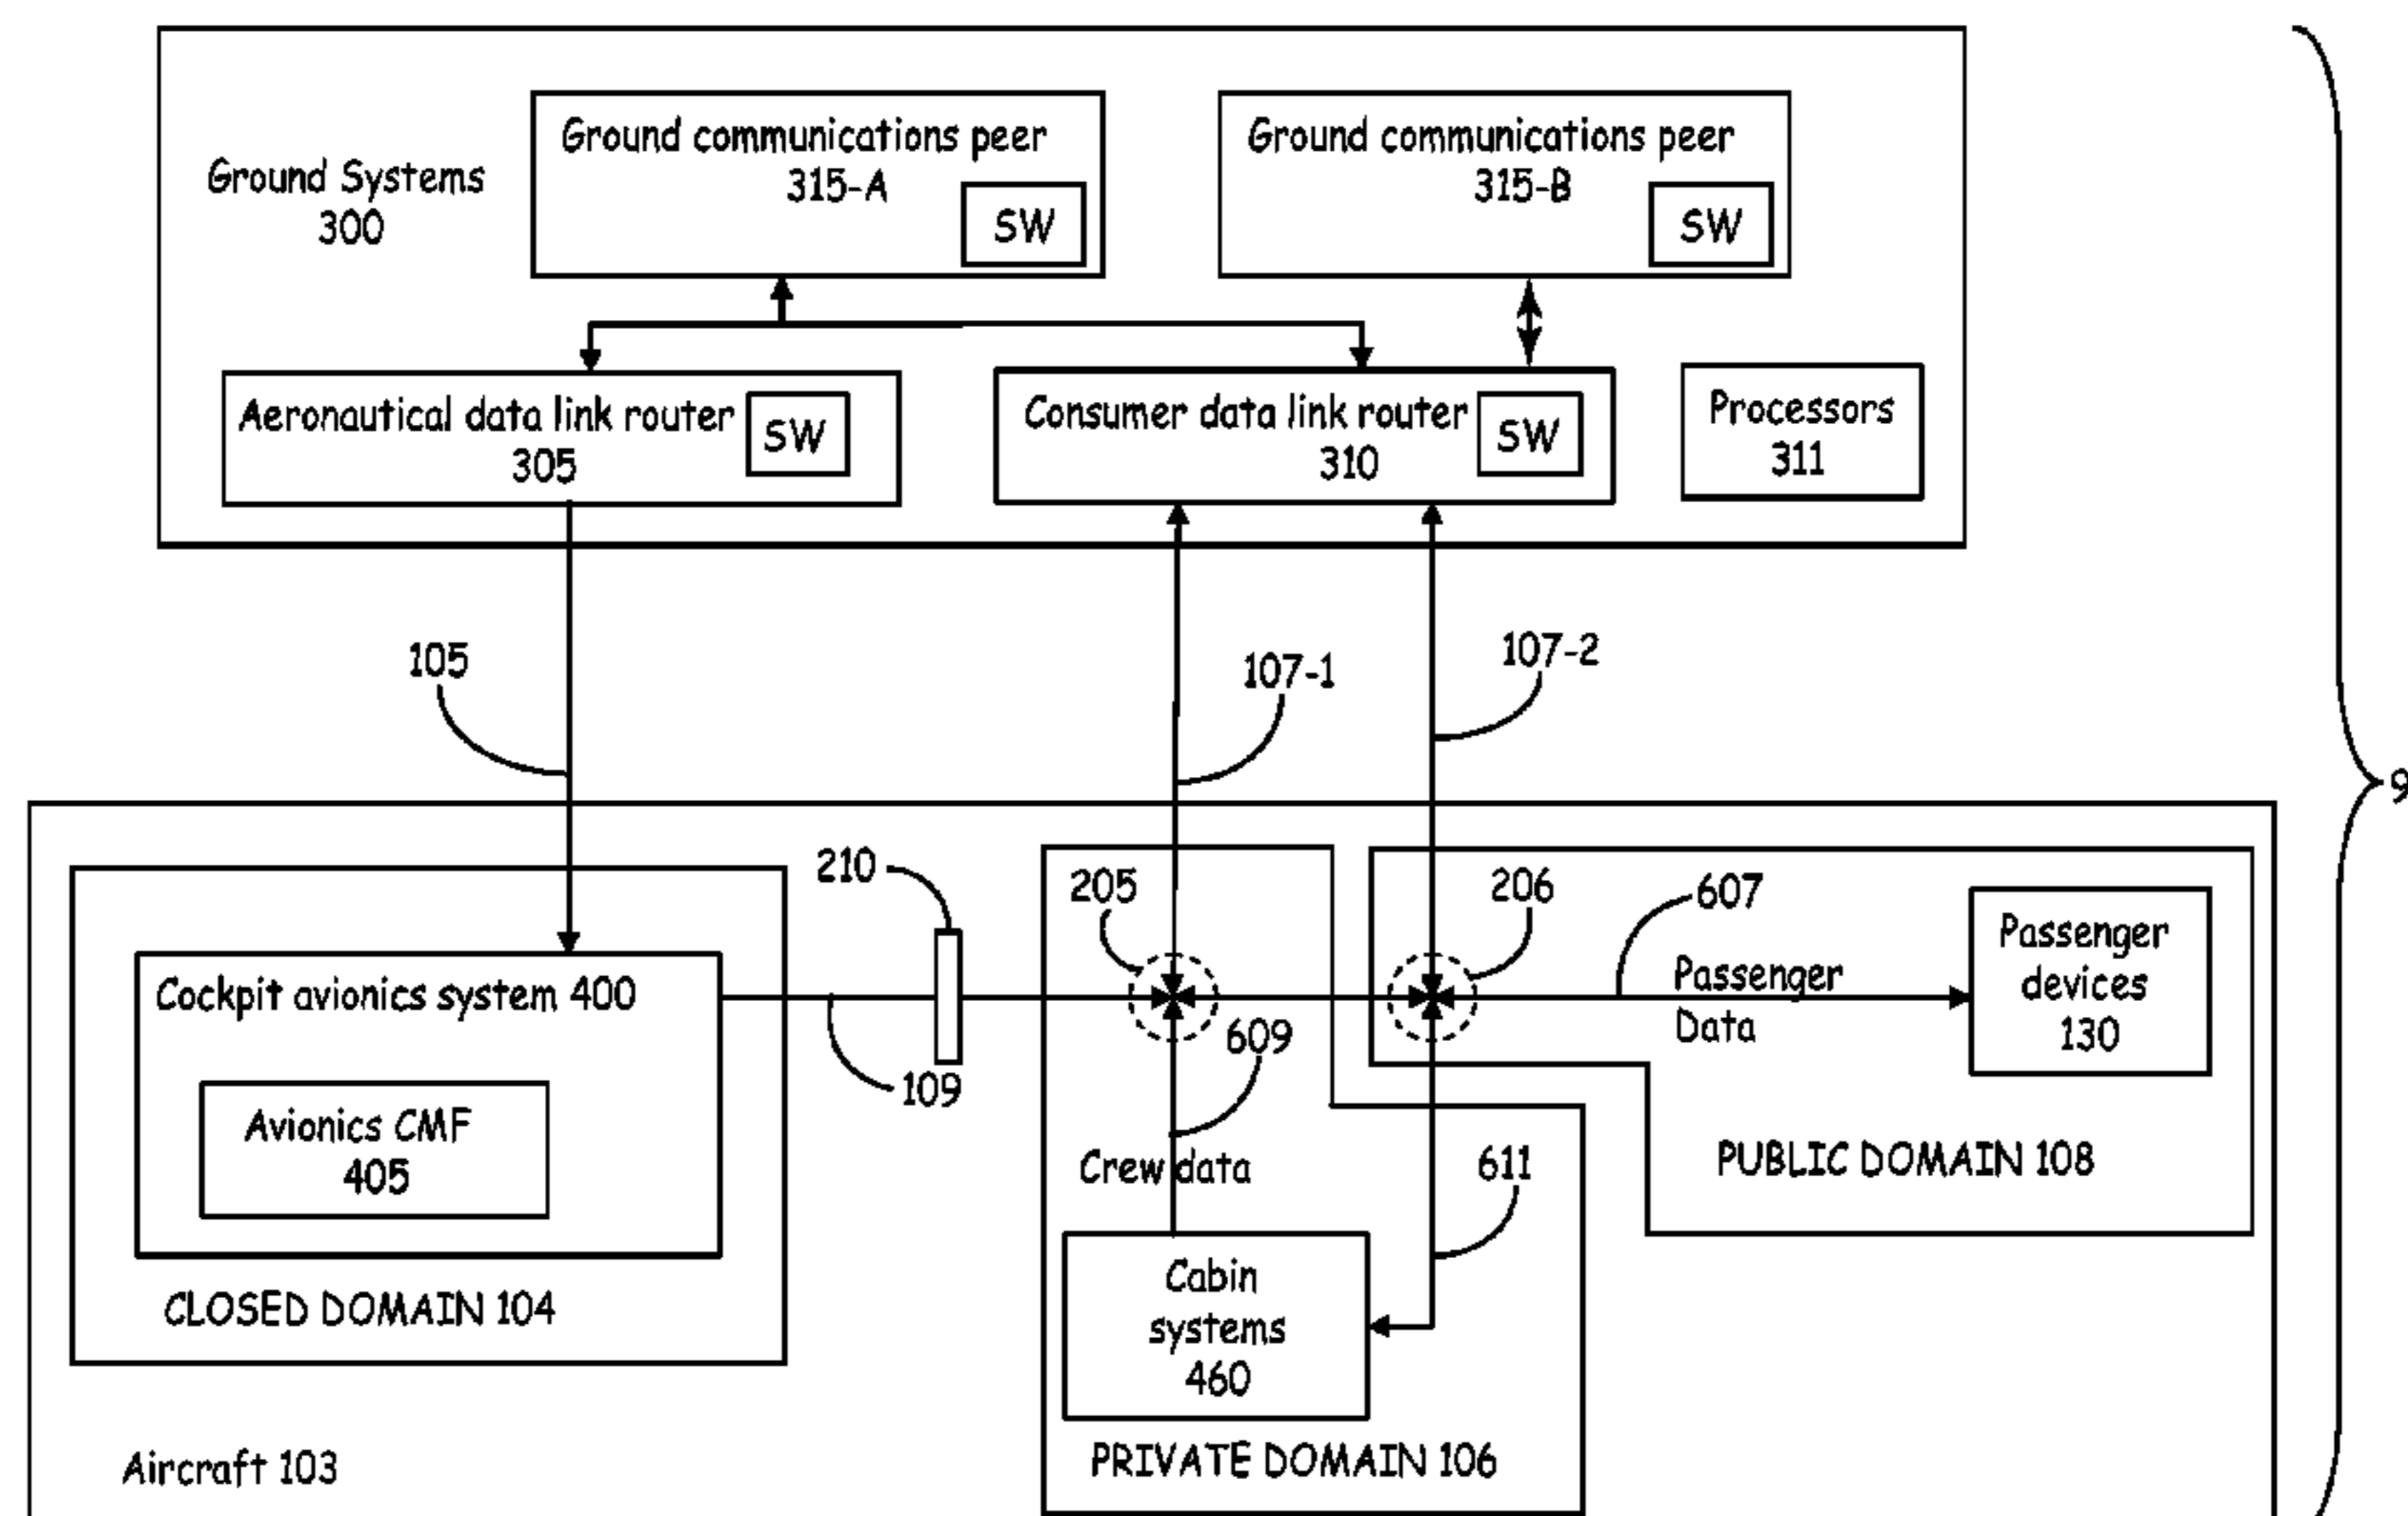 Ground Systems
300
Ground communications peer
315-A
SW
Ground communications peer
315-B
SW
Aeronautical data link router
305
SW
Consumer data link router
310
SW
Processors
311
105
107-1
107-2
9
210
205
206
607
Passenger
devices
130
Passenger
Data
Cockpit avionics system 400
109
609
Avionics CMF
405
Crew data
611
PUBLIC DOMAIN 108
CLOSED DOMAIN 104
Cabin
systems
460
PRIVATE DOMAIN 106
Aircraft 103